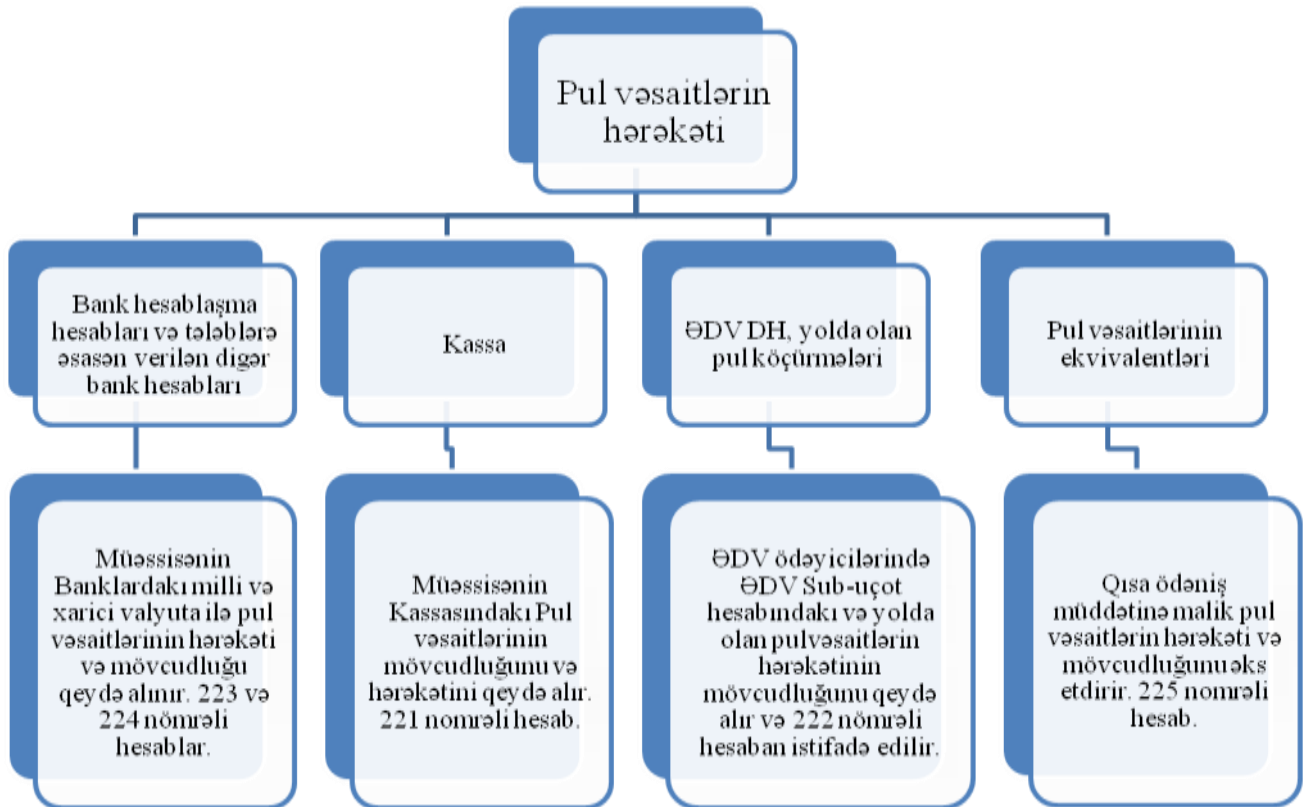 Pul vəsaitlərin
hərəkəti
Bank hesablaşma
hesabları və tələblərə
əsasən verilən digər
bank hesabları
Kassa
ƏDV DH, yolda olan
pul köçürmələri
Pul vəsaitlərinin
ekvivalentləri
Müəssisənin
Banklardakı milli və
xarici valyuta ilə pul
vəsaitlərinin hərəkəti
və mövcudluğu
qeydə alınır. 223 və
224 nömrəli
hesablar.
Müəssisənin
Kassasındakı Pul
vəsaitlərinin
mövcudluğunu və
hərəkətini qeydə alır.
221 nomrəli hesab.
ƏDV ödəyicilərində
ƏDV Sub-uçot
hesabındakı və yolda
olan pulvəsaitlərin
hərəkətinin
mövcudluğunu qeydə
alır və 222 nömrəli
hesaban istifadə edilir.
Qısa ödəniş
müddətinə malik pul
vəsaitlərin hərəkəti və
mövcudluğunu əks
etdirir. 225 nomrəli
hesab.